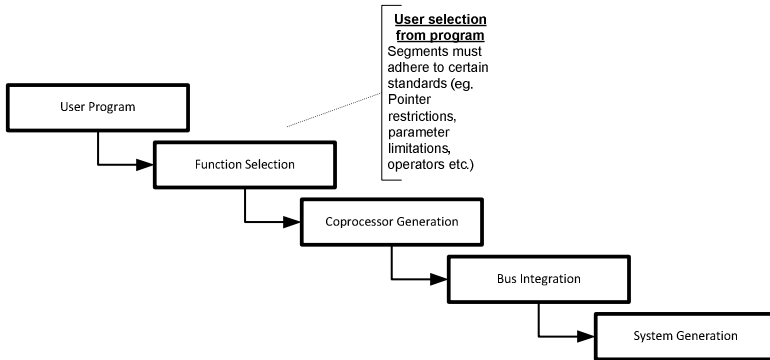 User selection
from program
Segments must
adhere to certain
standards (eg.
Pointer
restrictions,
parameter
limitations,
operators etc.)
User Program
Function Selection
Coprocessor Generation
Bus Integration
System Generation